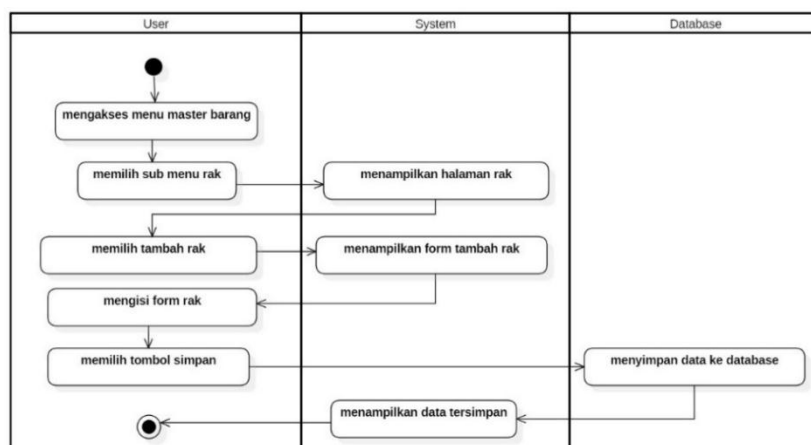 User
System
Database
mengakses menu master barang
memilih sub menu rak
menampilkan halaman rak
memilih tambah rak
menampilkan form tambah rak
mengisi form rak
memilih tombol simpan
menyimpan data ke database
menampilkan data tersimpan